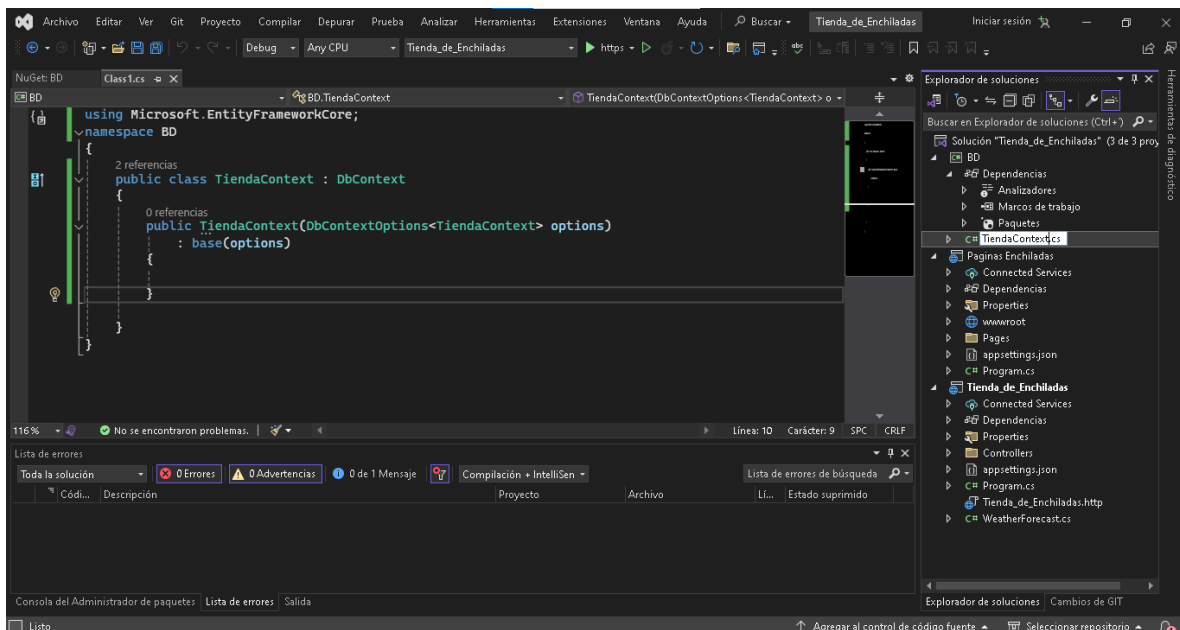 Archivo Editar Ver Git Proyecto Compilar Depurar Prueba Analizar Herramientas Extensiones Ventana Ayuda Buscar Tienda_de_Enchiladas Iniciar sesión
Debug Any CPU Tienda_de_Enchiladas https
NuGet: BD Class1.cs
BD BD.TiendaContext TiendaContext(DbContextOptions<TiendaContext> o
using Microsoft.EntityFrameworkCore;
namespace BD
{
2 referencias
public class TiendaContext : DbContext
{
0 referencias
public TiendaContext(DbContextOptions<TiendaContext> options)
: base(options)
{
}
}
}
116 % No se encontraron problemas. Línea: 10 Carácter: 9 SPC CRLF
Lista de errores
Toda la solución 0 Errores 0 Advertencias 0 de 1 Mensaje Compilación + IntelliSen Lista de errores de búsqueda
Códi... Descripción Proyecto Archivo Lí... Estado suprimido
Consola del Administrador de paquetes Lista de errores Salida
Explorador de soluciones
Buscar en Explorador de soluciones (Ctrl+´)
Solución "Tienda_de_Enchiladas" (3 de 3 proy
BD
Dependencias
Analizadores
Marcos de trabajo
Paquetes
C# TiendaContext.cs
Paginas Enchiladas
Connected Services
Dependencias
Properties
wwwroot
Pages
appsettings.json
C# Program.cs
Tienda_de_Enchiladas
Connected Services
Dependencias
Properties
Controllers
appsettings.json
C# Program.cs
Tienda_de_Enchiladas.http
C# WeatherForecast.cs
Explorador de soluciones Cambios de GIT
Herramientas de diagnóstico
Listo Agregar al control de código fuente Seleccionar repositorio